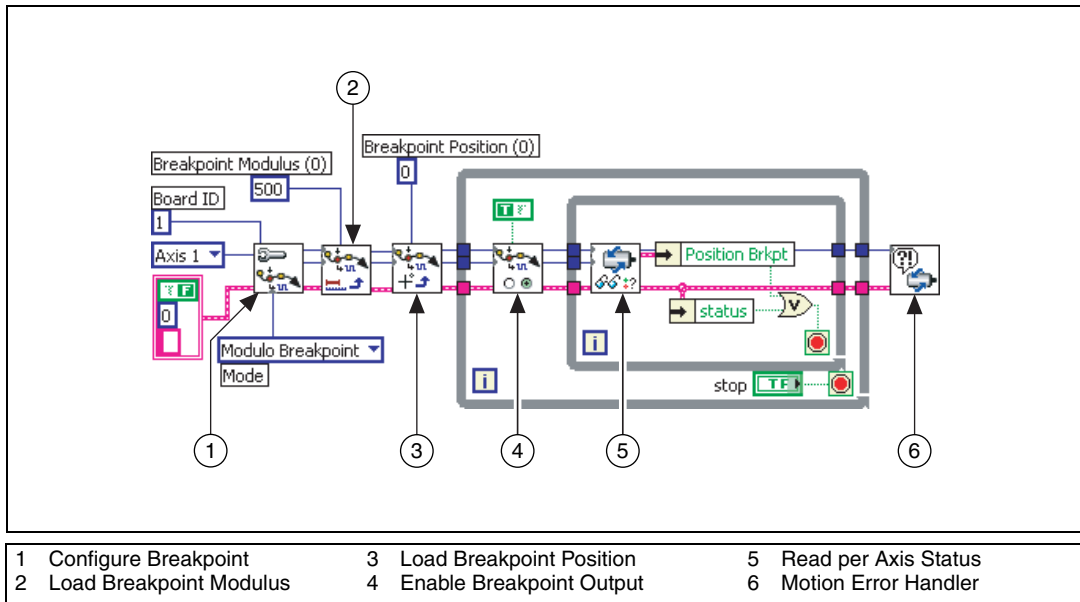 2
Breakpoint Position (0)
0
Breakpoint Modulus (0)
500
Board ID
1
Axis 1
T
F
0
Modulo Breakpoint
Mode
Position Brkpt
status
V
i
i
stop
TF
?!
1
3
4
5
6
1 Configure Breakpoint
2 Load Breakpoint Modulus
3 Load Breakpoint Position
4 Enable Breakpoint Output
5 Read per Axis Status
6 Motion Error Handler